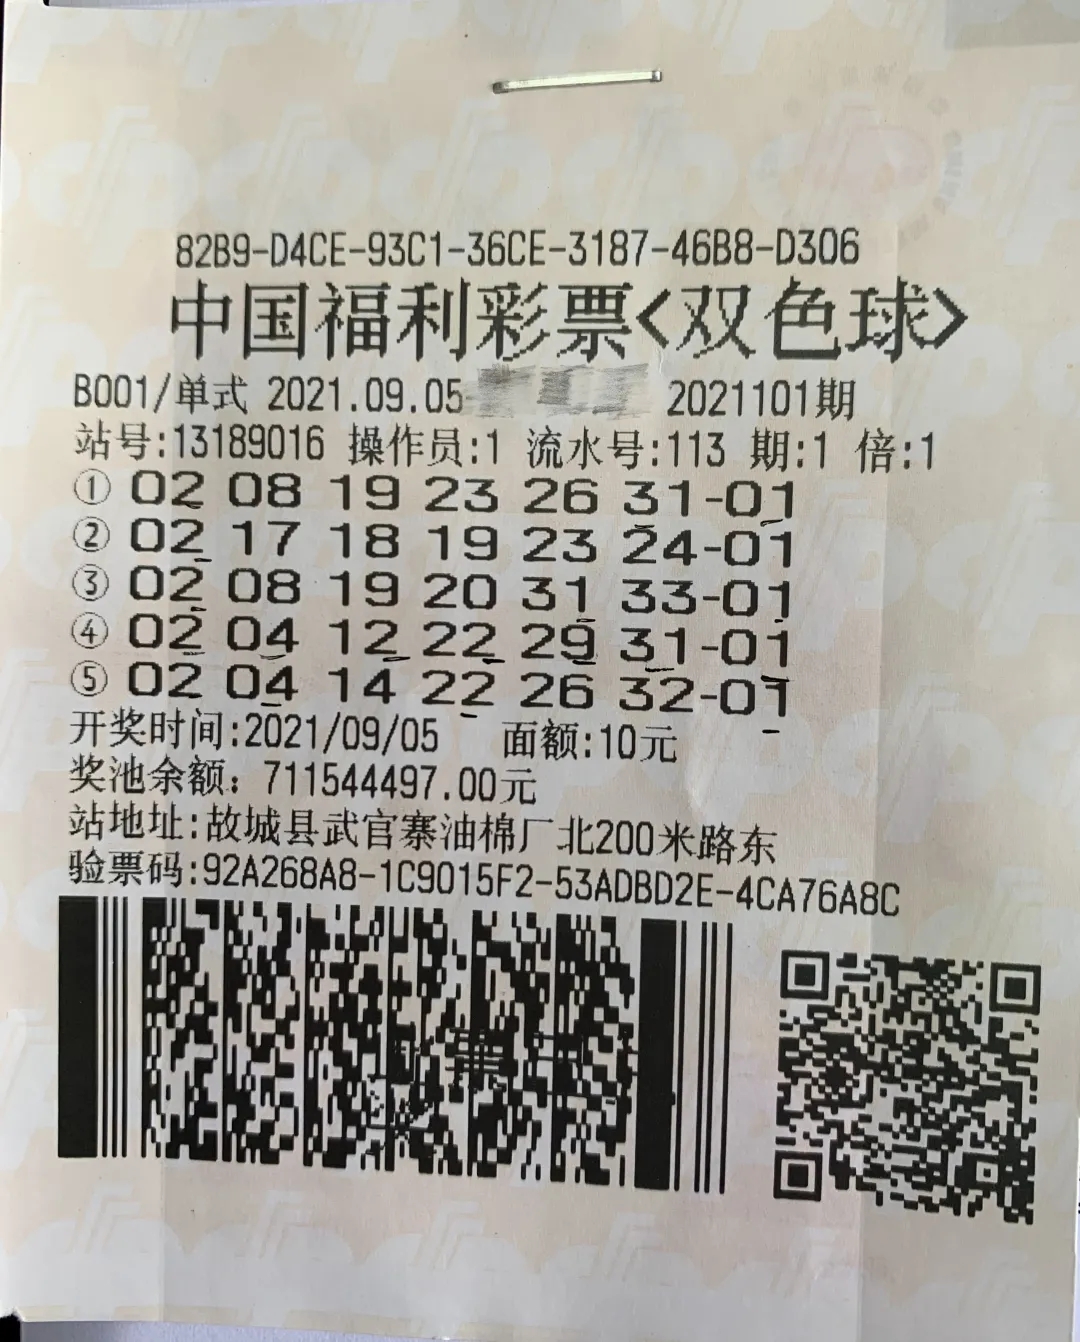 82B9-D4CE-93C1-36CE-3187-46B8-D306
中国福利彩票<双色球>
B001/单式 2021.09.05 2021101期
站号:13189016 操作员:1 流水号:113 期:1 倍:1
① 02 08 19 23 26 31-01
② 02 17 18 19 23 24-01
③ 02 08 19 20 31 33-01
④ 02 04 12 22 29 31-01
⑤ 02 04 14 22 26 32-01
开奖时间:2021/09/05 面额:10元
奖池余额：711544497.00元
站地址:故城县武官寨油棉厂北200米路东
验票码:92A268A8-1C9015F2-53ADBD2E-4CA76A8C